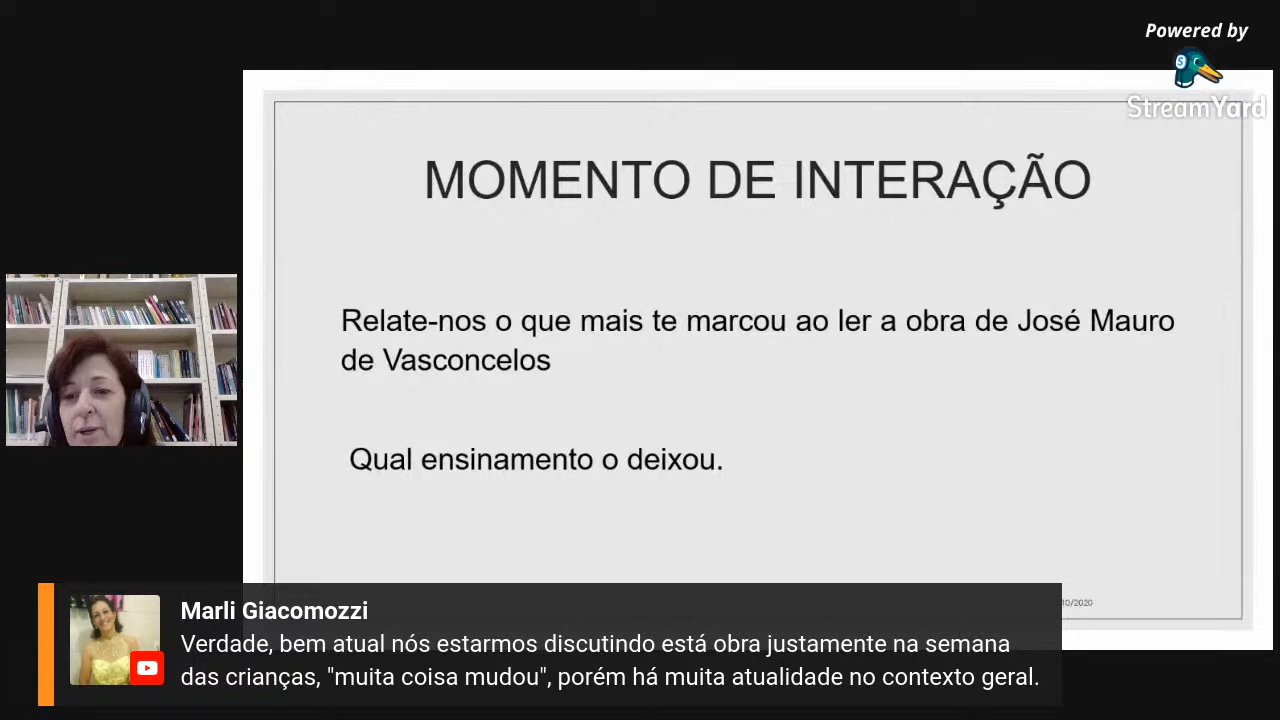 Powered by
StreamYard
MOMENTO DE INTERAÇÃO
Relate-nos o que mais te marcou ao ler a obra de José Mauro
de Vasconcelos
Qual ensinamento o deixou.
10/2020
Marli Giacomozzi
Verdade, bem atual nós estarmos discutindo está obra justamente na semana
das crianças, "muita coisa mudou", porém há muita atualidade no contexto geral.